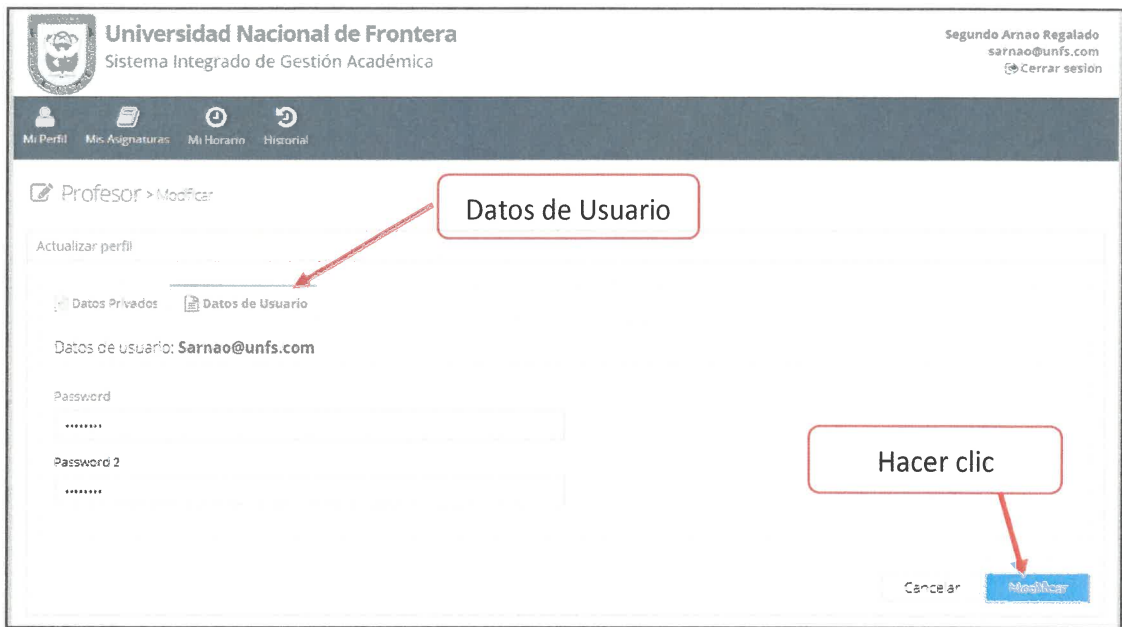 Universidad Nacional de Frontera
Sistema Integrado de Gestión Académica
Segundo Arnao Regalado
sarnao@unfs.com
Cerrar sesion
Mi Perfil Mis Asignaturas Mi Horario Historial
Profesor > Modificar
Datos de Usuario
Actualizar perfil
Datos Privados Datos de Usuario
Datos de usuario: Sarnao@unfs.com
Password
••••••••
Password 2
••••••••
Hacer clic
Cancelar Modificar